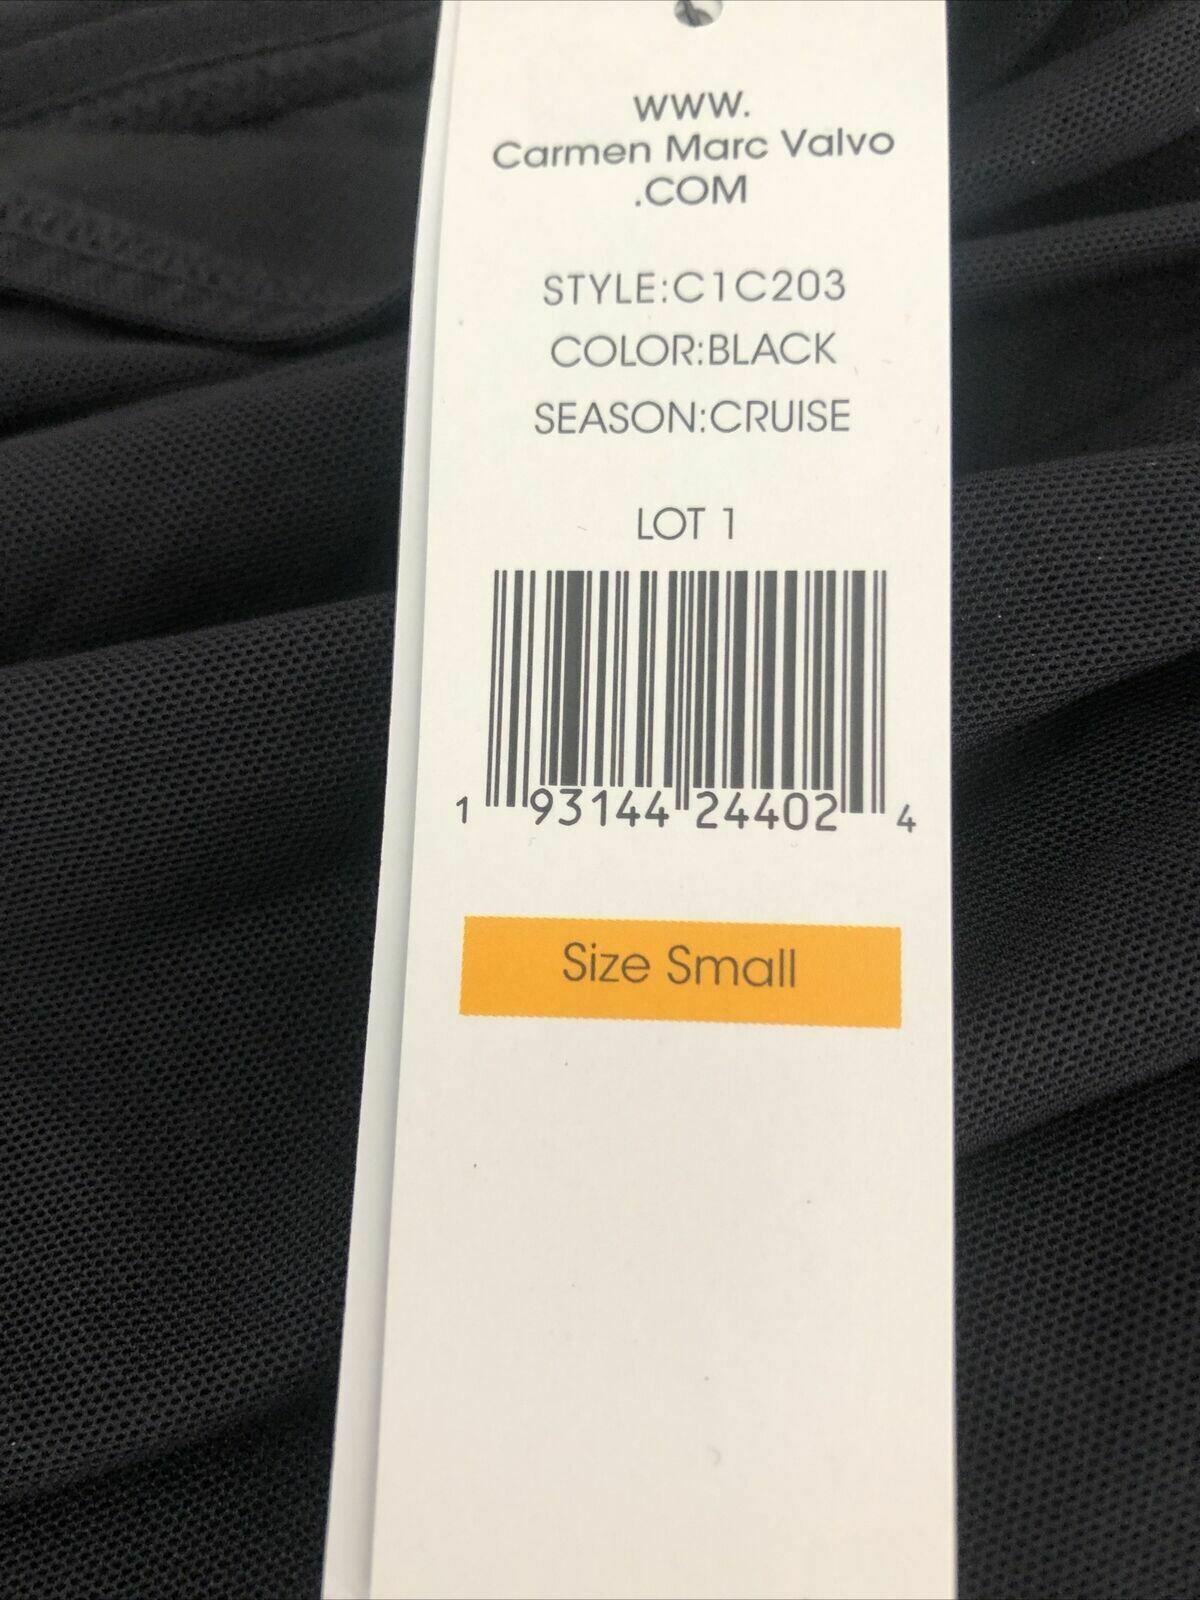 WWW.
Carmen Marc Valvo
.COM
STYLE:C1C203
COLOR:BLACK
SEASON:CRUISE
LOT 1
1 93144 24402 4
Size Small